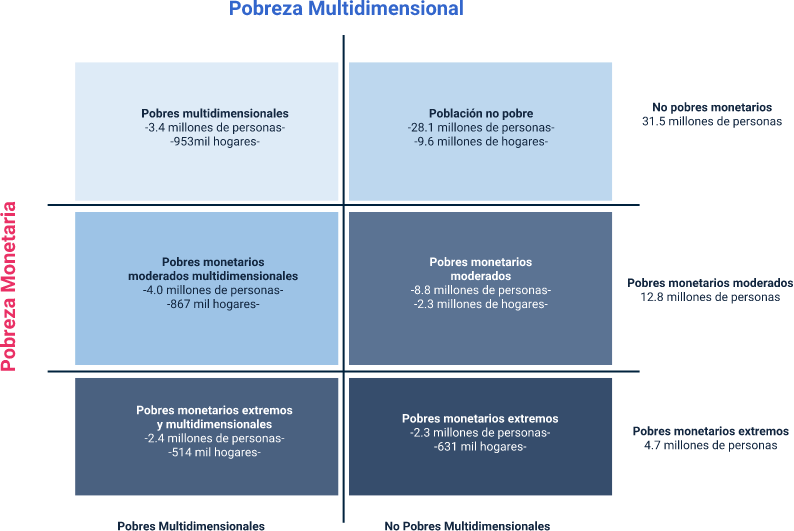 Pobreza Multidimensional
Pobreza Monetaria
Pobres multidimensionales
-3.4 millones de personas-
-953mil hogares-
Población no pobre
-28.1 millones de personas-
-9.6 millones de hogares-
No pobres monetarios
31.5 millones de personas
Pobres monetarios
moderados multidimensionales
-4.0 millones de personas-
-867 mil hogares-
Pobres monetarios
moderados
-8.8 millones de personas-
-2.3 millones de hogares-
Pobres monetarios moderados
12.8 millones de personas
Pobres monetarios extremos
y multidimensionales
-2.4 millones de personas-
-514 mil hogares-
Pobres monetarios extremos
-2.3 millones de personas-
-631 mil hogares-
Pobres monetarios extremos
4.7 millones de personas
Pobres Multidimensionales
No Pobres Multidimensionales